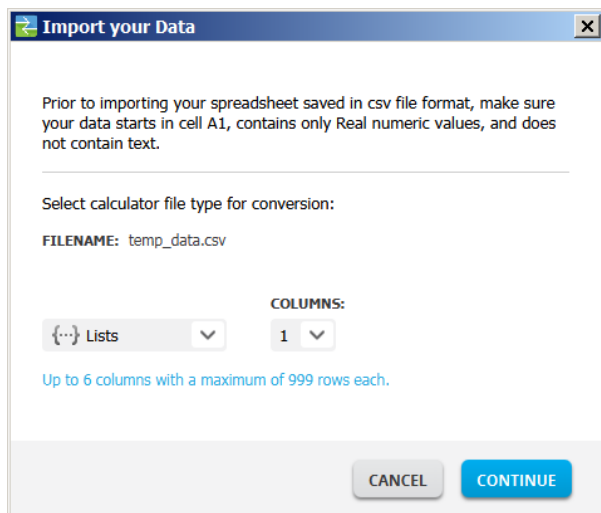 Import your Data
Prior to importing your spreadsheet saved in csv file format, make sure
your data starts in cell A1, contains only Real numeric values, and does
not contain text.
Select calculator file type for conversion:
FILENAME: temp_data.csv
COLUMNS:
{···} Lists 1
Up to 6 columns with a maximum of 999 rows each.
CANCEL CONTINUE